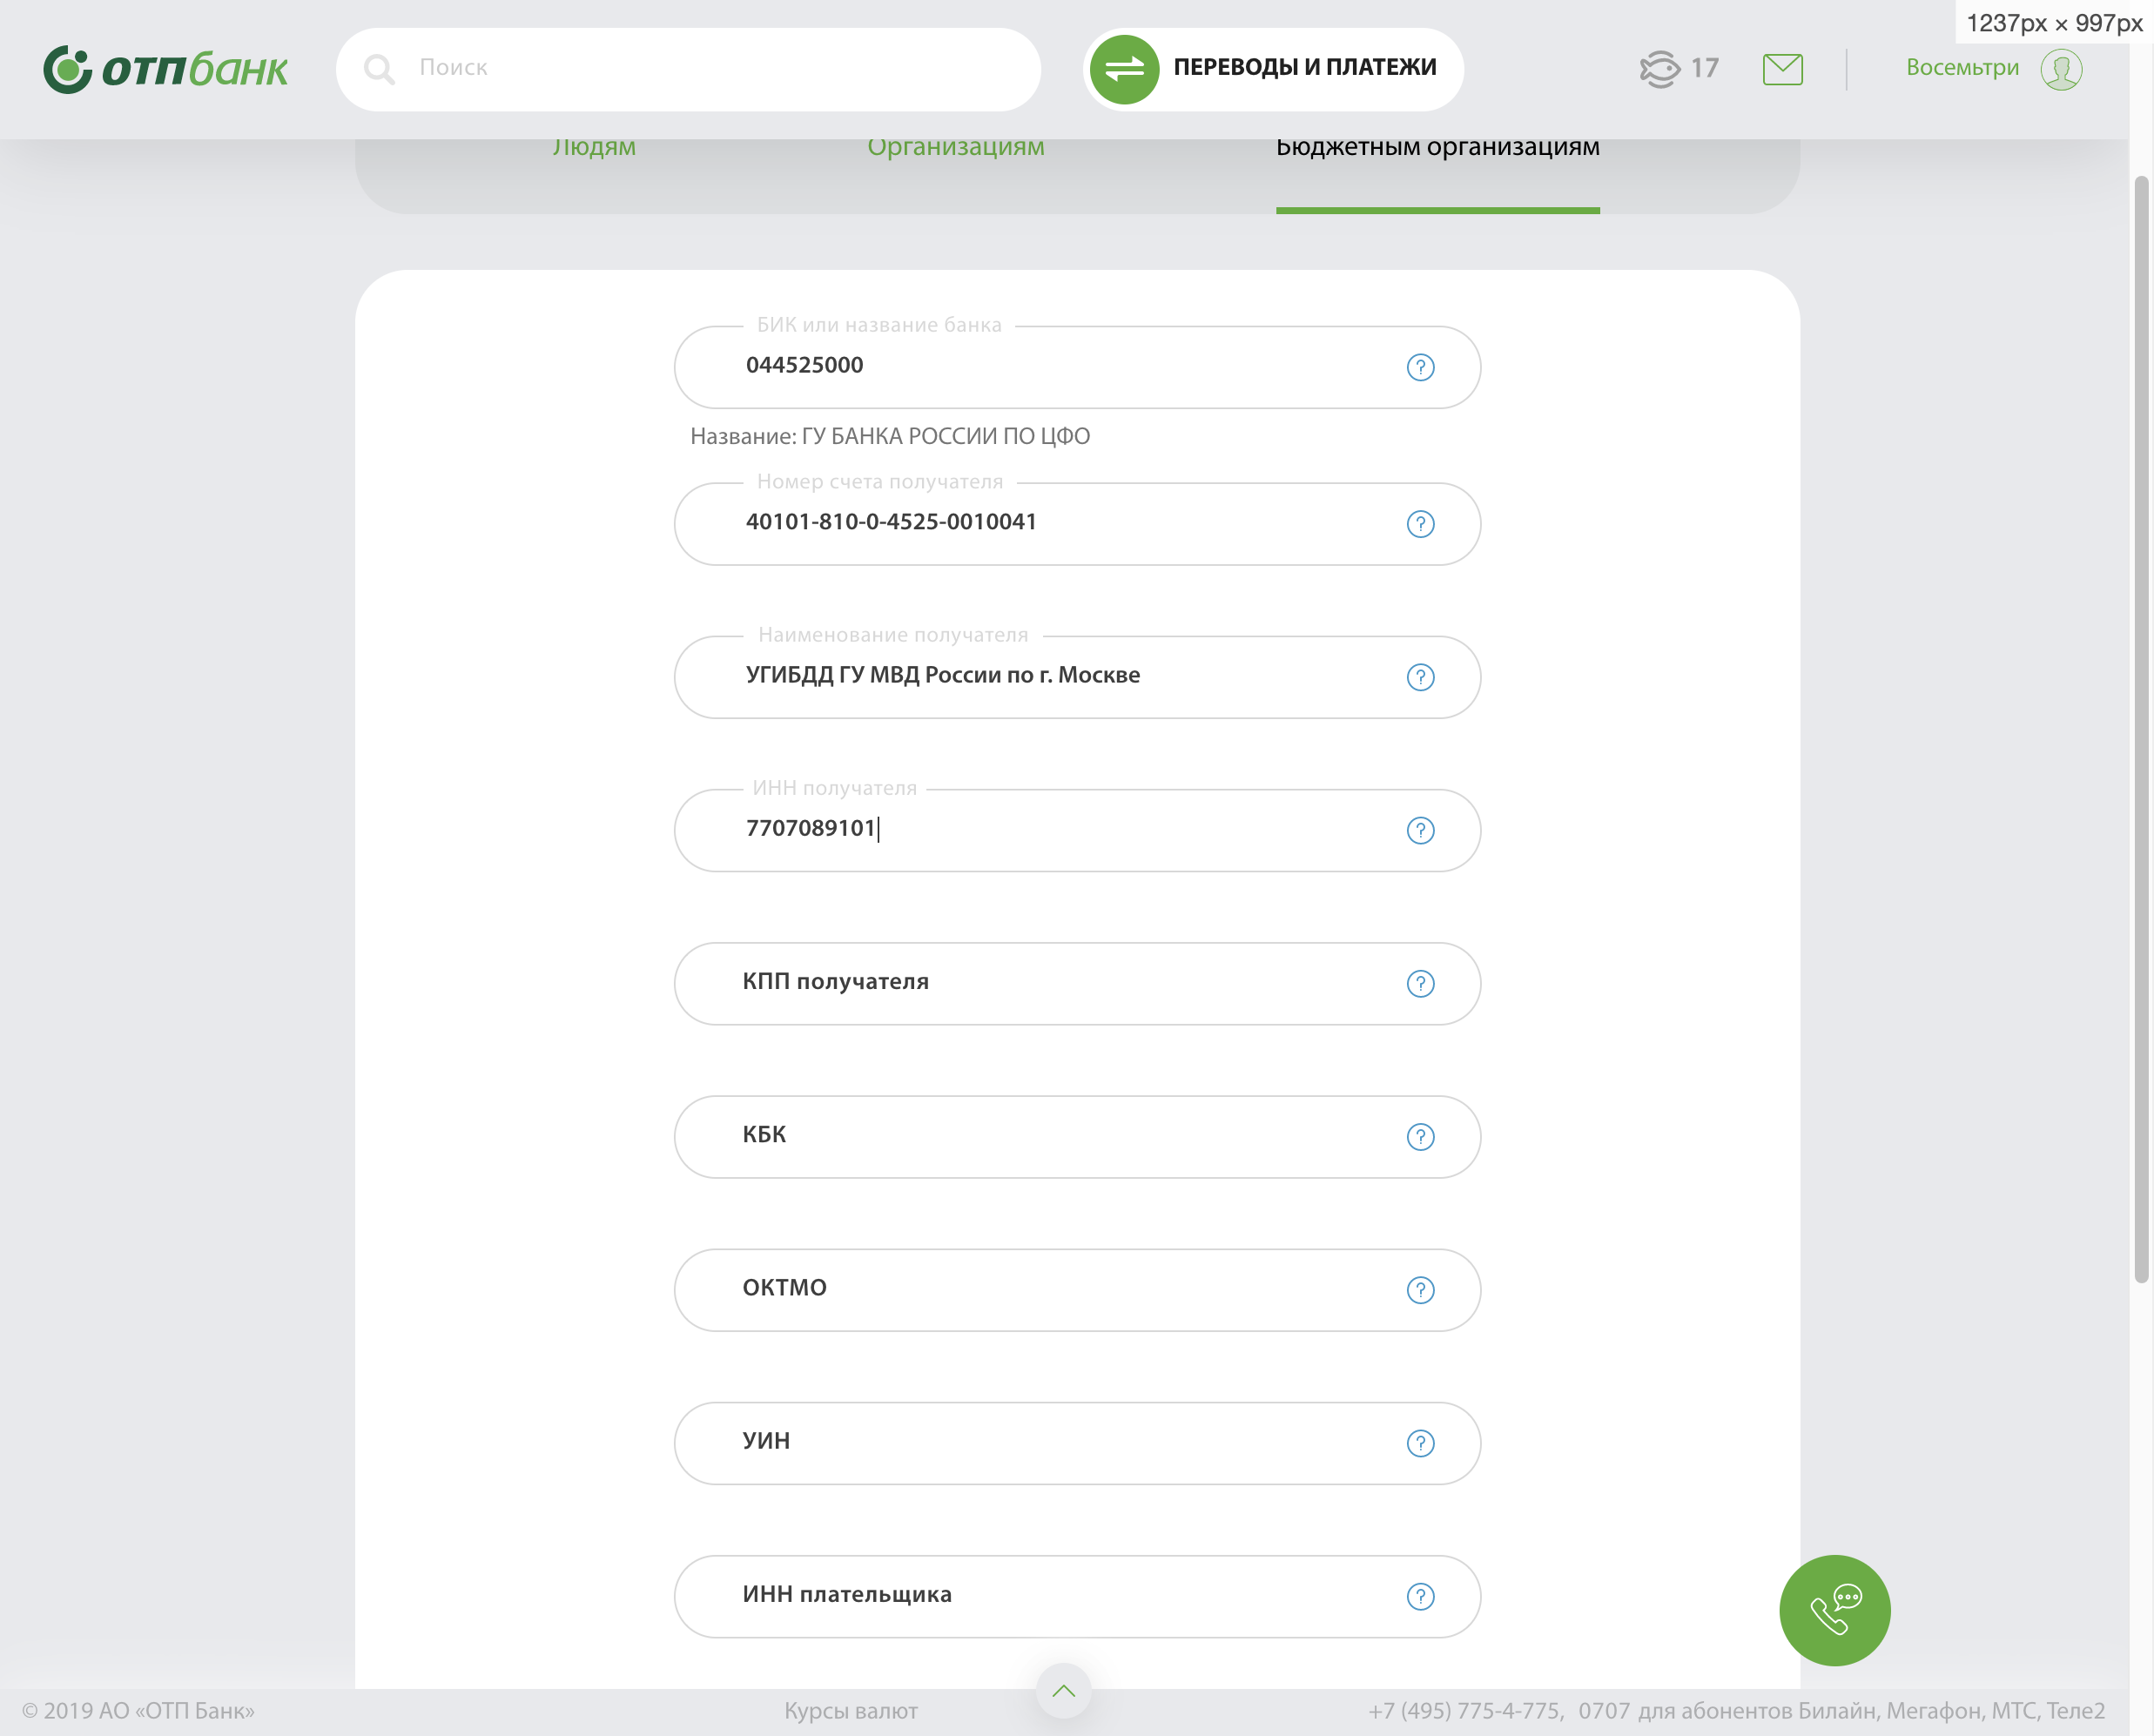 1237px × 997px
ОТПбанк
Поиск
ПЕРЕВОДЫ И ПЛАТЕЖИ
17
Восемьтри
Людям
Организациям
Бюджетным организациям
БИК или название банка
044525000
Название: ГУ БАНКА РОССИИ ПО ЦФО
Номер счета получателя
40101-810-0-4525-0010041
Наименование получателя
УГИБДД ГУ МВД России по г. Москве
ИНН получателя
7707089101
КПП получателя
КБК
ОКТМО
УИН
ИНН плательщика
© 2019 АО «ОТП Банк»
Курсы валют
+7 (495) 775-4-775, 0707 для абонентов Билайн, Мегафон, МТС, Теле2